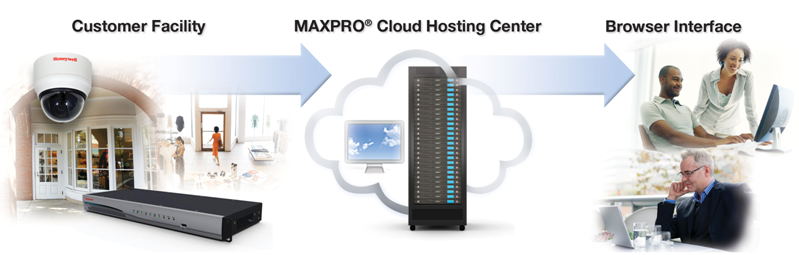 Customer Facility
MAXPRO® Cloud Hosting Center
Browser Interface
Honeywell